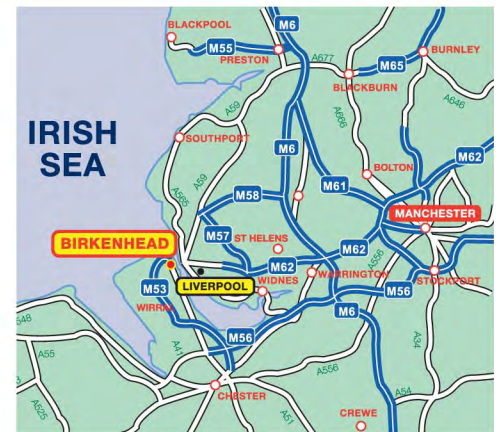 BLACKPOOL
M6
M55
PRESTON
A677
BURNLEY
M65
BLACKBURN
A59
A646
IRISH
SEA
SOUTHPORT
A666
M6
M62
BOLTON
A59
A565
M58
M61
MANCHESTER
M57
ST HELENS
BIRKENHEAD
M62
A556
M62
WARRINGTON
STOCKPORT
LIVERPOOL
WIDNES
M53
M56
WIRRAL
M6
M56
A548
A41
A34
A55
A556
A54
CHESTER
A525
A51
CREWE